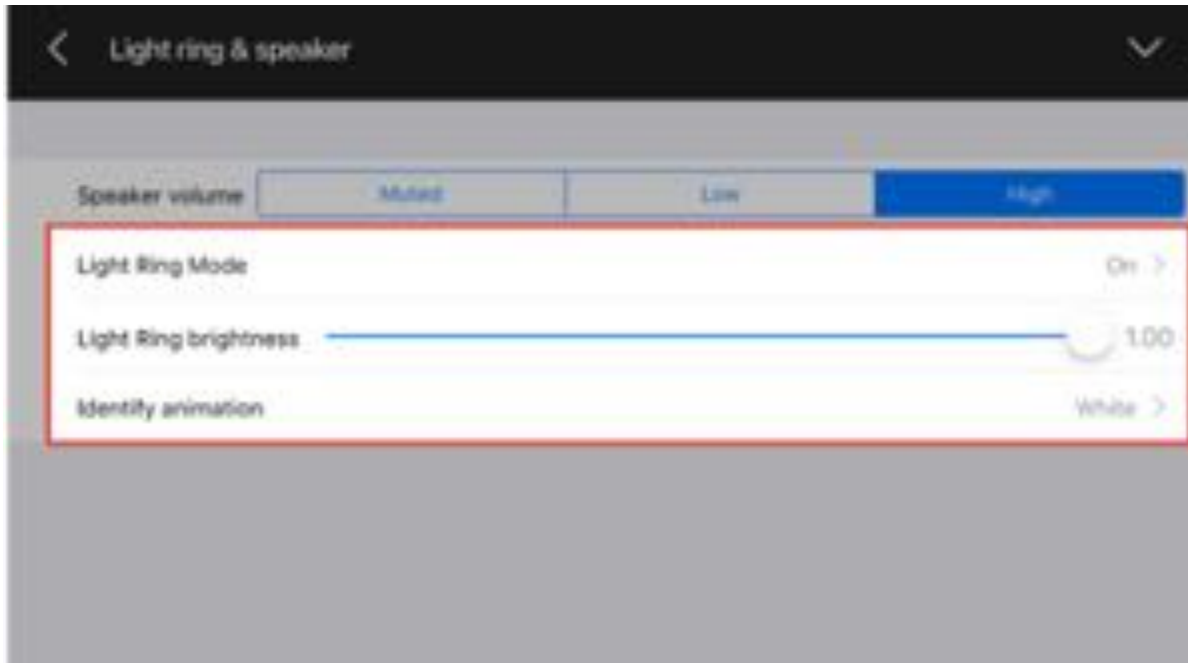 Light ring & speaker
Speaker volume Muted Low High
Light Ring Mode On
Light Ring brightness 1.00
Identify animation White